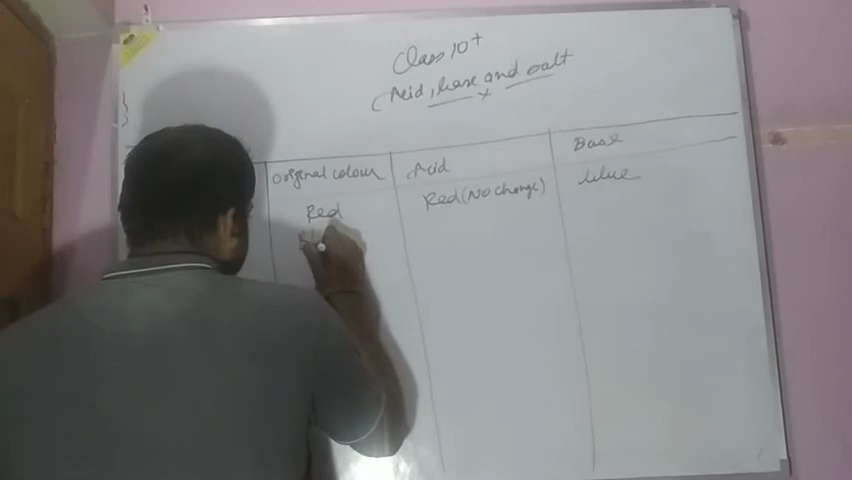 Class 10+
Acid, base and salt
Original colour Acid Base
Red Red (No change) blue